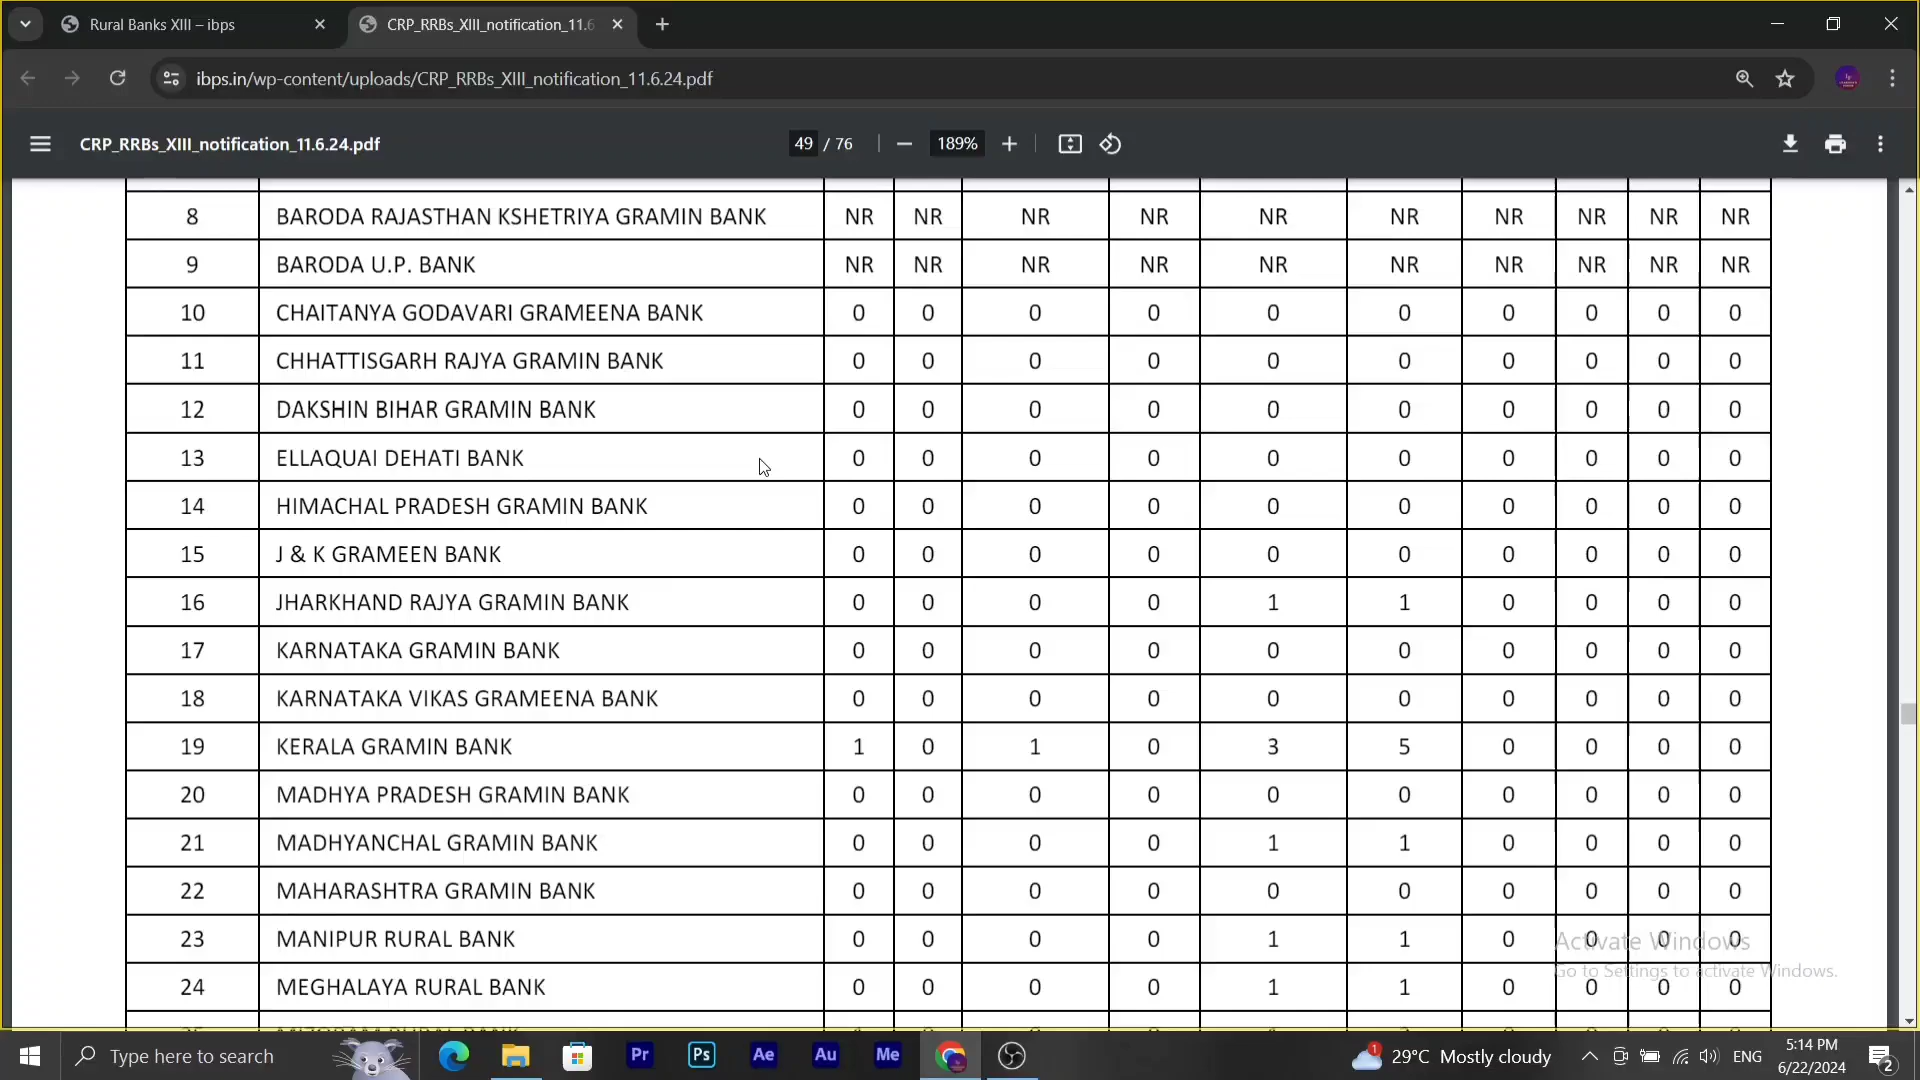 Rural Banks XIII – ibps
CRP_RRBs_XIII_notification_11.6
ibps.in/wp-content/uploads/CRP_RRBs_XIII_notification_11.6.24.pdf
CRP_RRBs_XIII_notification_11.6.24.pdf 49 / 76 189%
8 BARODA RAJASTHAN KSHETRIYA GRAMIN BANK NR NR NR NR NR NR NR NR NR NR
9 BARODA U.P. BANK NR NR NR NR NR NR NR NR NR NR
10 CHAITANYA GODAVARI GRAMEENA BANK 0 0 0 0 0 0 0 0 0 0
11 CHHATTISGARH RAJYA GRAMIN BANK 0 0 0 0 0 0 0 0 0 0
12 DAKSHIN BIHAR GRAMIN BANK 0 0 0 0 0 0 0 0 0 0
13 ELLAQUAI DEHATI BANK 0 0 0 0 0 0 0 0 0 0
14 HIMACHAL PRADESH GRAMIN BANK 0 0 0 0 0 0 0 0 0 0
15 J & K GRAMEEN BANK 0 0 0 0 0 0 0 0 0 0
16 JHARKHAND RAJYA GRAMIN BANK 0 0 0 0 1 1 0 0 0 0
17 KARNATAKA GRAMIN BANK 0 0 0 0 0 0 0 0 0 0
18 KARNATAKA VIKAS GRAMEENA BANK 0 0 0 0 0 0 0 0 0 0
19 KERALA GRAMIN BANK 1 0 1 0 3 5 0 0 0 0
20 MADHYA PRADESH GRAMIN BANK 0 0 0 0 0 0 0 0 0 0
21 MADHYANCHAL GRAMIN BANK 0 0 0 0 1 1 0 0 0 0
22 MAHARASHTRA GRAMIN BANK 0 0 0 0 0 0 0 0 0 0
23 MANIPUR RURAL BANK 0 0 0 0 1 1 0 0 0 0
Activate Windows
Go to Settings to activate Windows.
24 MEGHALAYA RURAL BANK 0 0 0 0 1 1 0 0 0 0
Type here to search
Pr Ps Ae Au Me
1
29°C Mostly cloudy
ENG
5:14 PM
6/22/2024
2